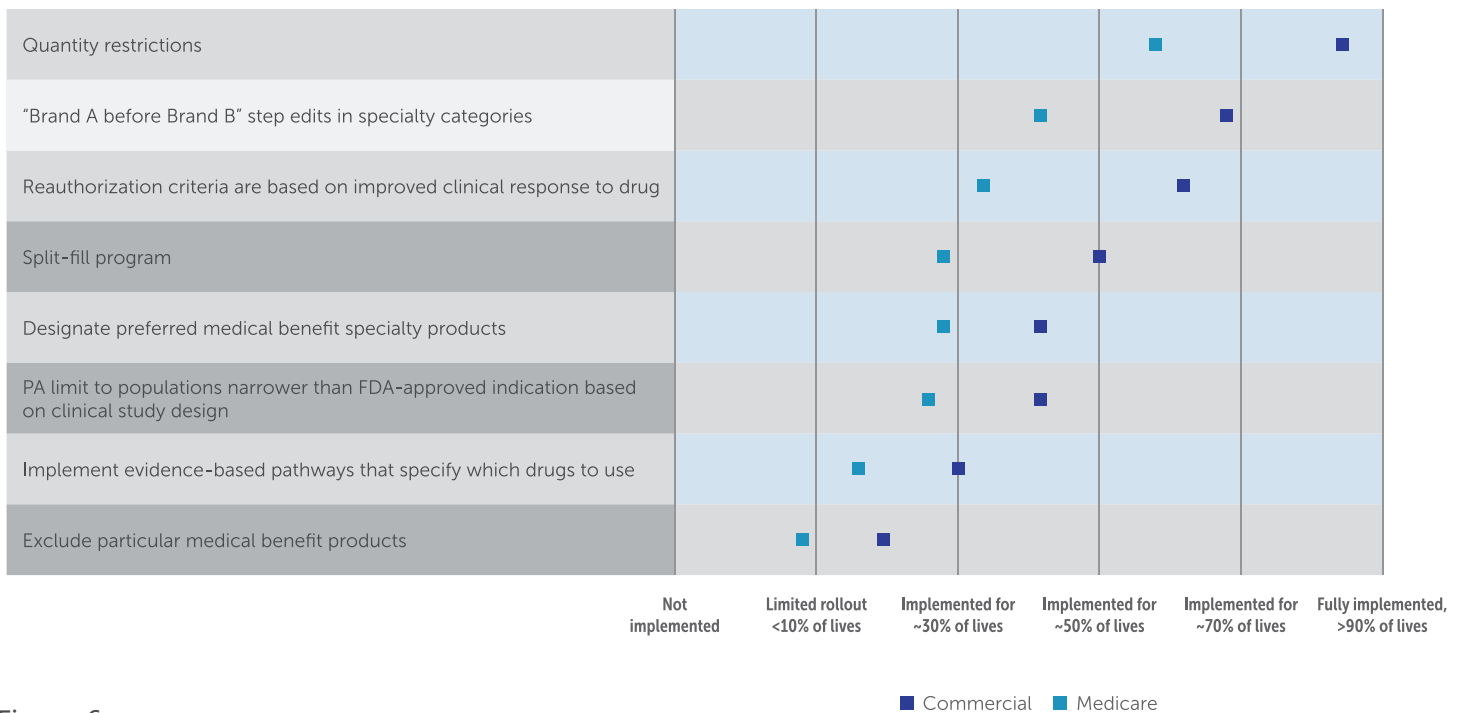 Quantity restrictions
“Brand A before Brand B” step edits in specialty categories
Reauthorization criteria are based on improved clinical response to drug
Split-fill program
Designate preferred medical benefit specialty products
PA limit to populations narrower than FDA-approved indication based
on clinical study design
Implement evidence-based pathways that specify which drugs to use
Exclude particular medical benefit products
Not
implemented
Limited rollout
<10% of lives
Implemented for
~30% of lives
Implemented for
~50% of lives
Implemented for
~70% of lives
Fully implemented,
>90% of lives
Commercial
Medicare